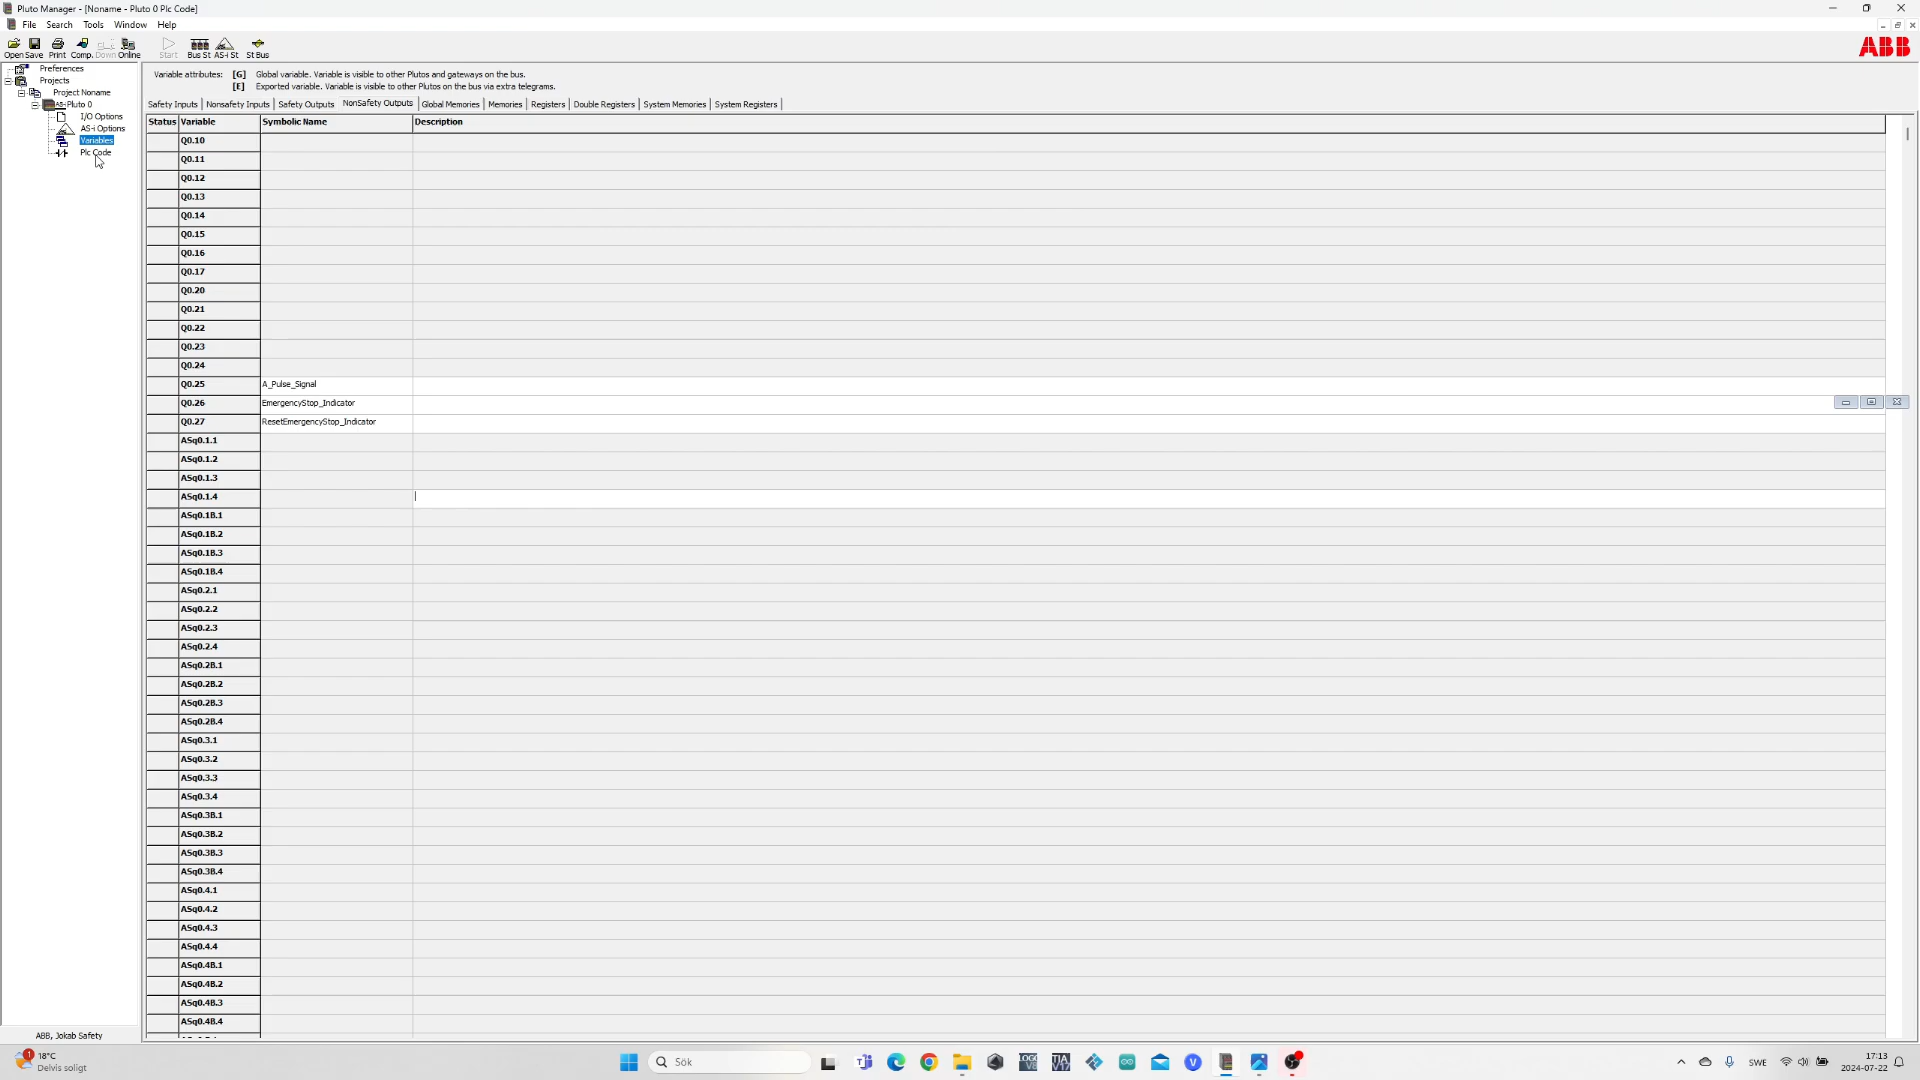 Pluto Manager - [Noname - Pluto 0 Plc Code]
File Search Tools Window Help
Open Save Print Comp. Down Online Start Bus St AS-i St St Bus
ABB
Preferences
Projects
Project Noname
Pluto 0
I/O Options
AS-i Options
Variables
Plc Code
Variable attributes: [G] Global variable. Variable is visible to other Plutos and gateways on the bus.
[E] Exported variable. Variable is visible to other Plutos on the bus via extra telegrams.
Safety Inputs Nonsafety Inputs Safety Outputs NonSafety Outputs Global Memories Memories Registers Double Registers System Memories System Registers
Status Variable Symbolic Name Description
Q0.10
Q0.11
Q0.12
Q0.13
Q0.14
Q0.15
Q0.16
Q0.17
Q0.20
Q0.21
Q0.22
Q0.23
Q0.24
Q0.25 A_Pulse_Signal
Q0.26 EmergencyStop_Indicator
Q0.27 ResetEmergencyStop_Indicator
ASq0.1.1
ASq0.1.2
ASq0.1.3
ASq0.1.4
ASq0.1B.1
ASq0.1B.2
ASq0.1B.3
ASq0.1B.4
ASq0.2.1
ASq0.2.2
ASq0.2.3
ASq0.2.4
ASq0.2B.1
ASq0.2B.2
ASq0.2B.3
ASq0.2B.4
ASq0.3.1
ASq0.3.2
ASq0.3.3
ASq0.3.4
ASq0.3B.1
ASq0.3B.2
ASq0.3B.3
ASq0.3B.4
ASq0.4.1
ASq0.4.2
ASq0.4.3
ASq0.4.4
ASq0.4B.1
ASq0.4B.2
ASq0.4B.3
ASq0.4B.4
ABB, Jokab Safety
1 18°C
Delvis soligt
Sök
SWE
17:13
2024-07-22